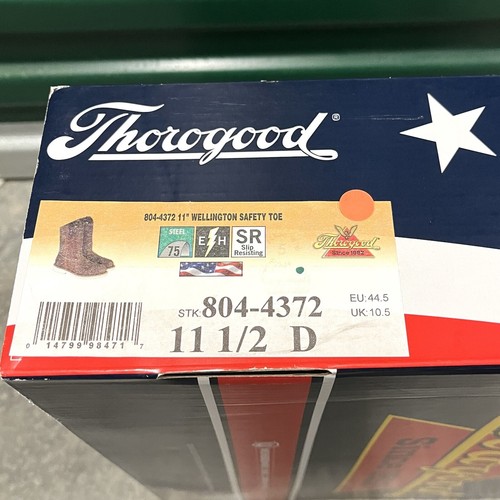 Thorogood®
804-4372 11" WELLINGTON SAFETY TOE
STEEL
75
EH
SR
Slip
Resisting
Thorogood
Since 1892
STK: 804-4372
EU: 44.5
UK: 10.5
11 1/2 D
0 14799 98471 7